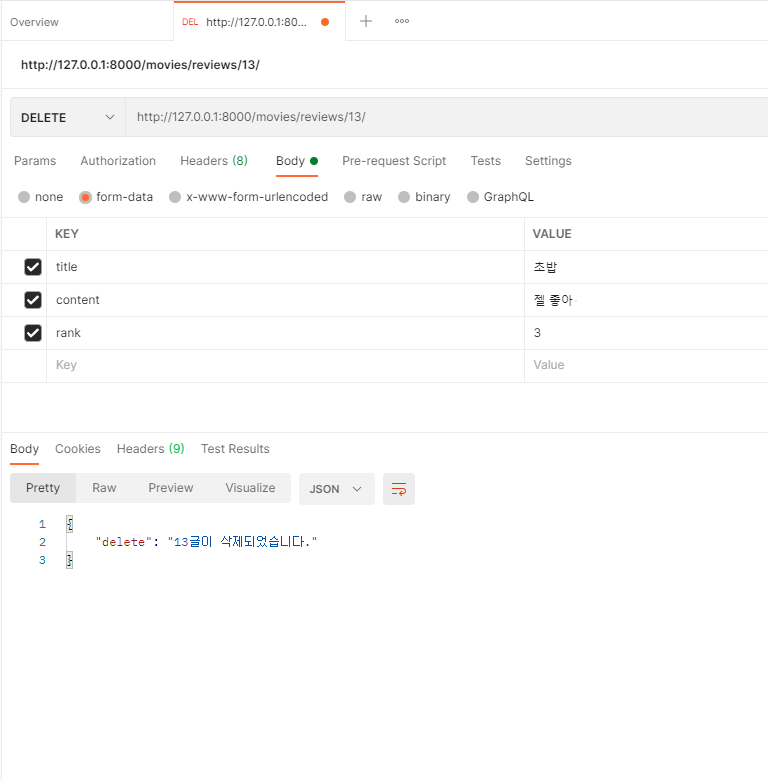 Overview DEL http://127.0.0.1:80...
http://127.0.0.1:8000/movies/reviews/13/
DELETE http://127.0.0.1:8000/movies/reviews/13/
Params Authorization Headers (8) Body Pre-request Script Tests Settings
none form-data x-www-form-urlencoded raw binary GraphQL
KEY VALUE
title 초밥
content 젤 좋아
rank 3
Key Value
Body Cookies Headers (9) Test Results
Pretty Raw Preview Visualize JSON
1 {
2 "delete": "13글이 삭제되었습니다."
3 }